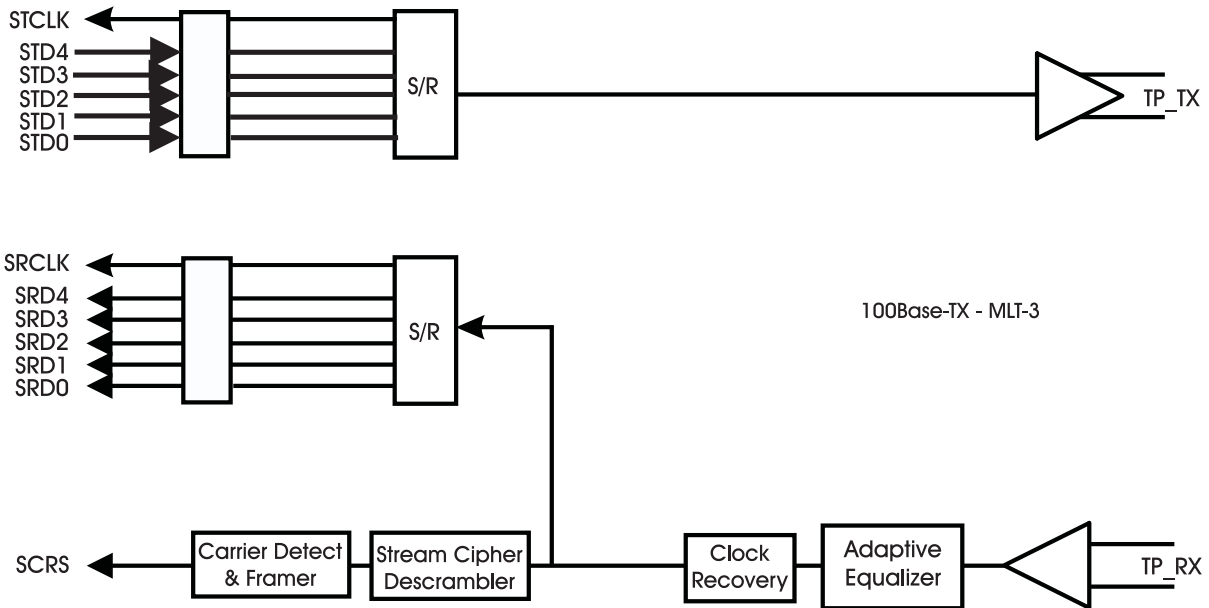 STCLK
STD4
STD3
STD2
STD1
STD0
S/R
TP_TX
SRCLK
SRD4
SRD3
SRD2
SRD1
SRD0
S/R
100Base-TX - MLT-3
SCRS
Carrier Detect
& Framer
Stream Cipher
Descrambler
Clock
Recovery
Adaptive
Equalizer
TP_RX